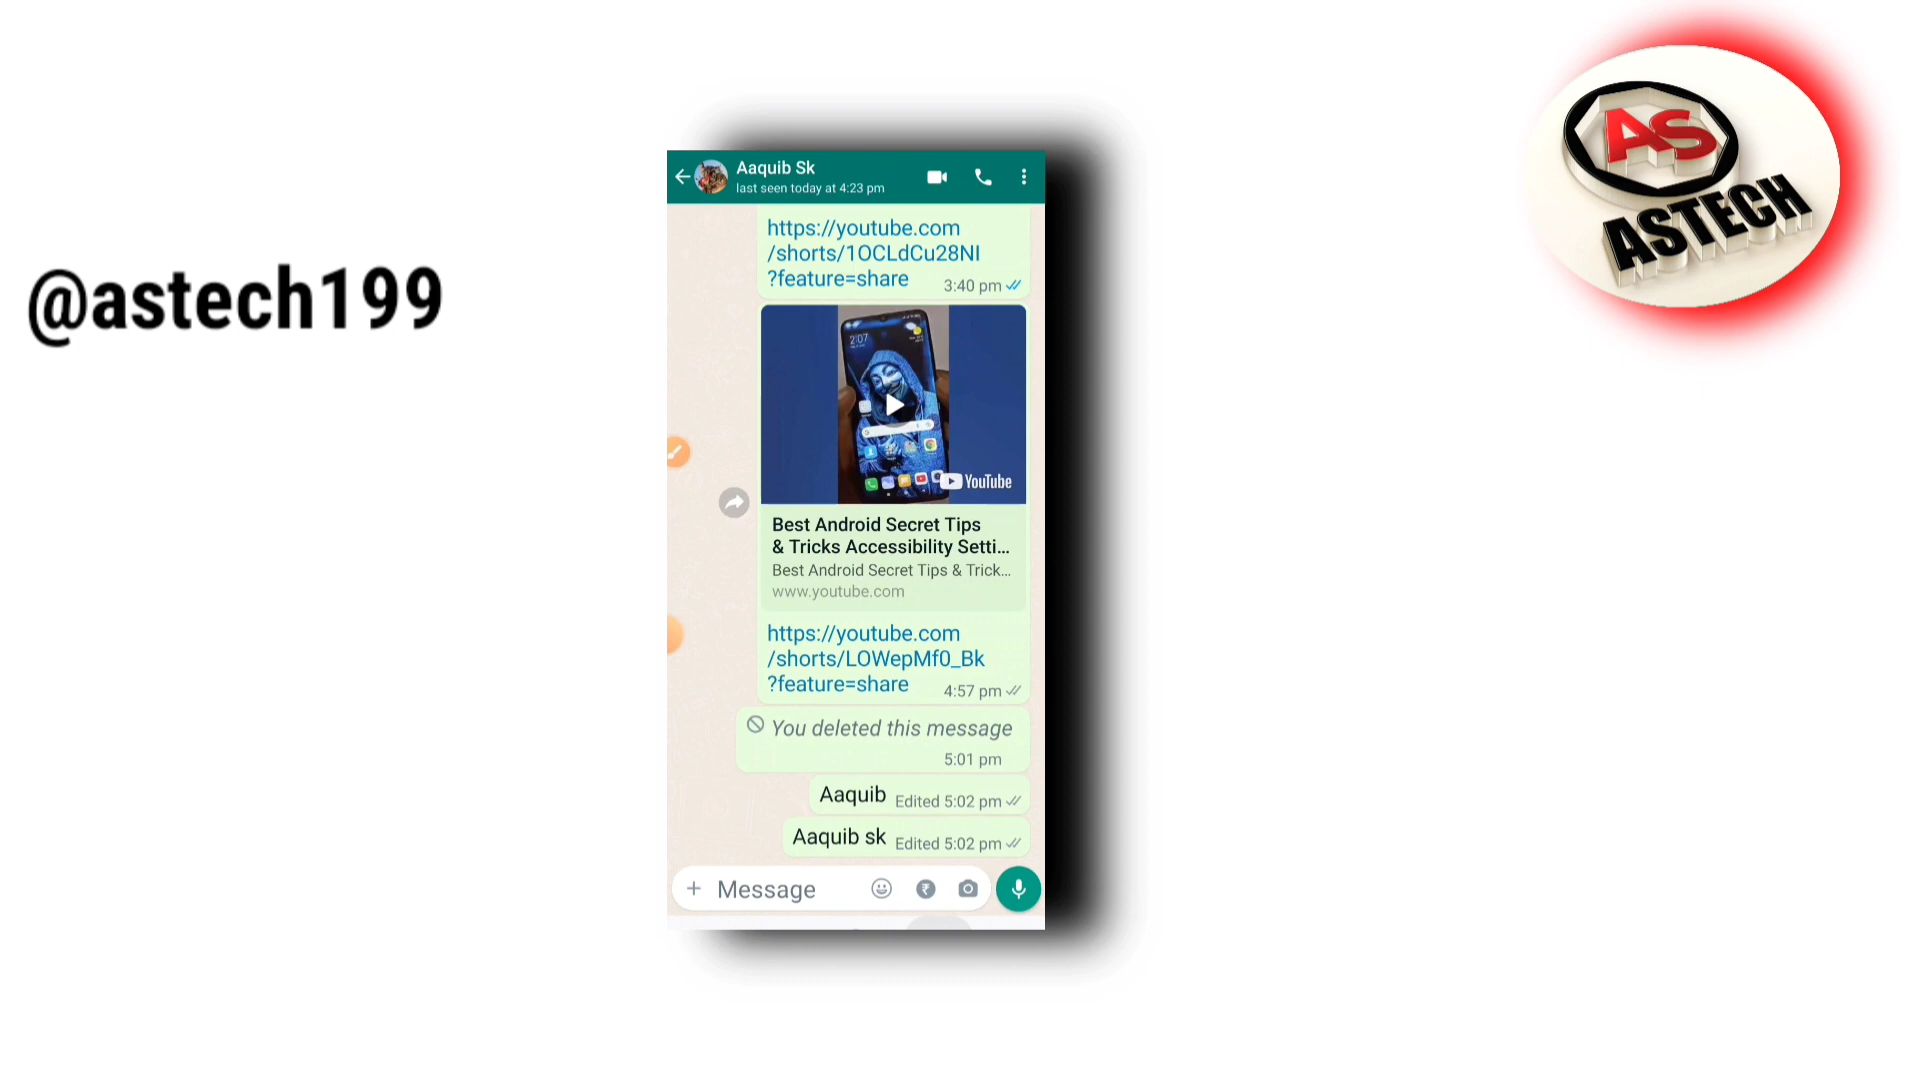 @astech199
AS
ASTECH
Aaquib Sk
last seen today at 4:23 pm
https://youtube.com
/shorts/1OCLdCu28NI
?feature=share
3:40 pm
2:07
YouTube
Best Android Secret Tips
& Tricks Accessibility Setti...
Best Android Secret Tips & Trick...
www.youtube.com
https://youtube.com
/shorts/LOWepMf0_Bk
?feature=share
4:57 pm
You deleted this message
5:01 pm
Aaquib Edited 5:02 pm
Aaquib sk Edited 5:02 pm
Message